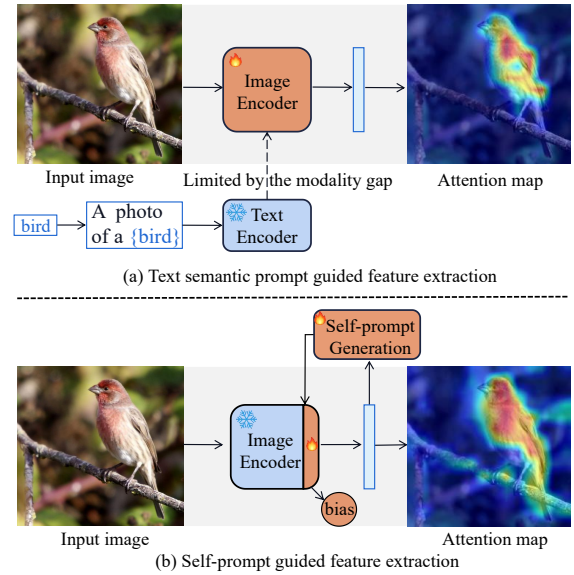 Image
Encoder
Input image
Limited by the modality gap
Attention map
bird
A photo
of a {bird}
Text
Encoder
(a) Text semantic prompt guided feature extraction
Self-prompt
Generation
Image
Encoder
bias
Input image
Attention map
(b) Self-prompt guided feature extraction